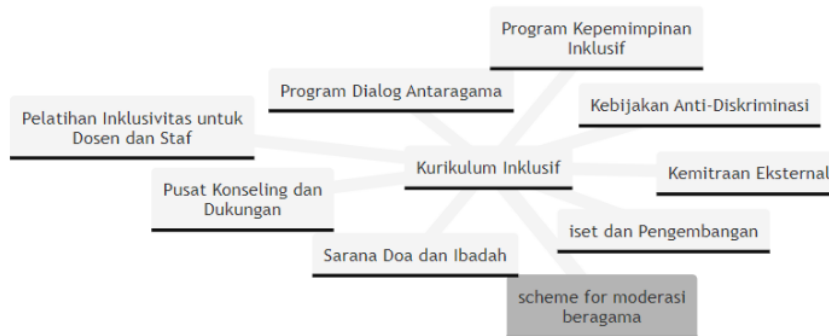 Program Kepemimpinan
Inklusif
Program Dialog Antaragama
Kebijakan Anti-Diskriminasi
Pelatihan Inklusivitas untuk
Dosen dan Staf
Kurikulum Inklusif
Kemitraan Eksternal
Pusat Konseling dan
Dukungan
iset dan Pengembangan
Sarana Doa dan Ibadah
scheme for moderasi
beragama